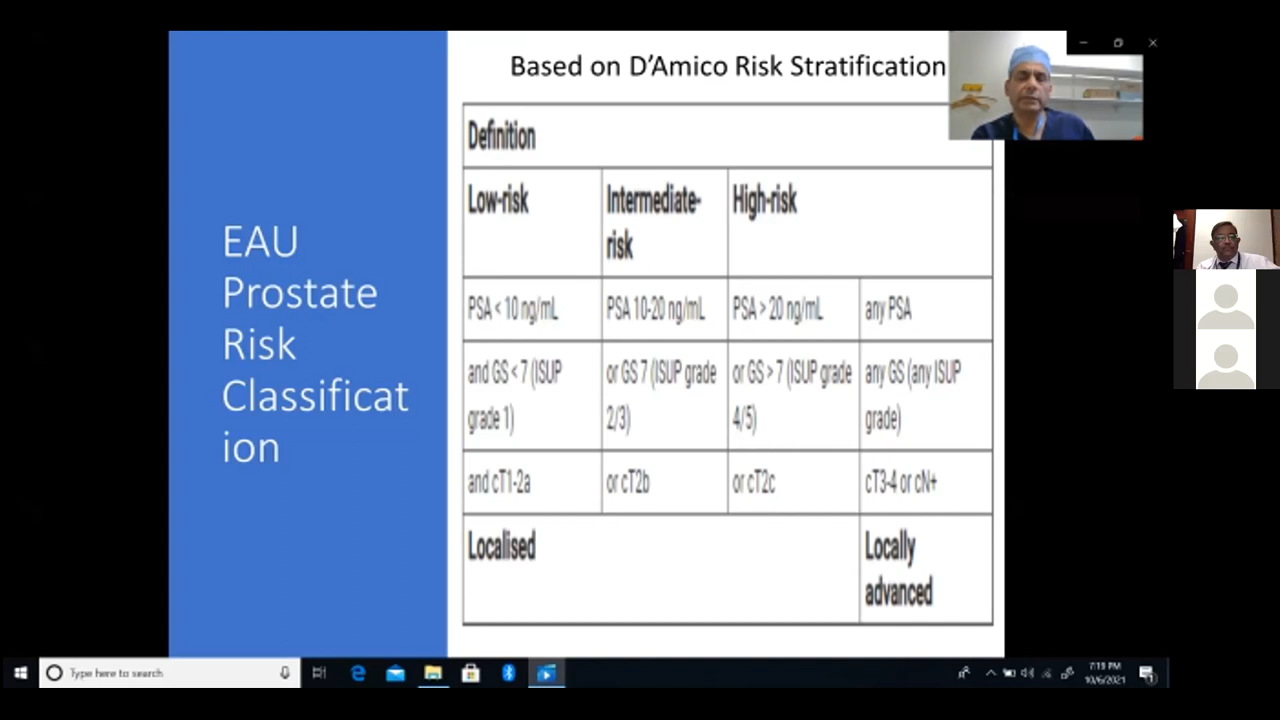 Based on D'Amico Risk Stratification
EAU
Prostate
Risk
Classificat
ion
Definition
Low-risk
Intermediate-
risk
High-risk
PSA < 10 ng/mL
PSA 10-20 ng/mL
PSA > 20 ng/mL
any PSA
and GS < 7 (ISUP
grade 1)
or GS 7 (ISUP grade
2/3)
or GS > 7 (ISUP grade
4/5)
any GS (any ISUP
grade)
and cT1-2a
or cT2b
or cT2c
cT3-4 or cN+
Localised
Locally
advanced
Type here to search
7:19 PM
10/6/2021
1